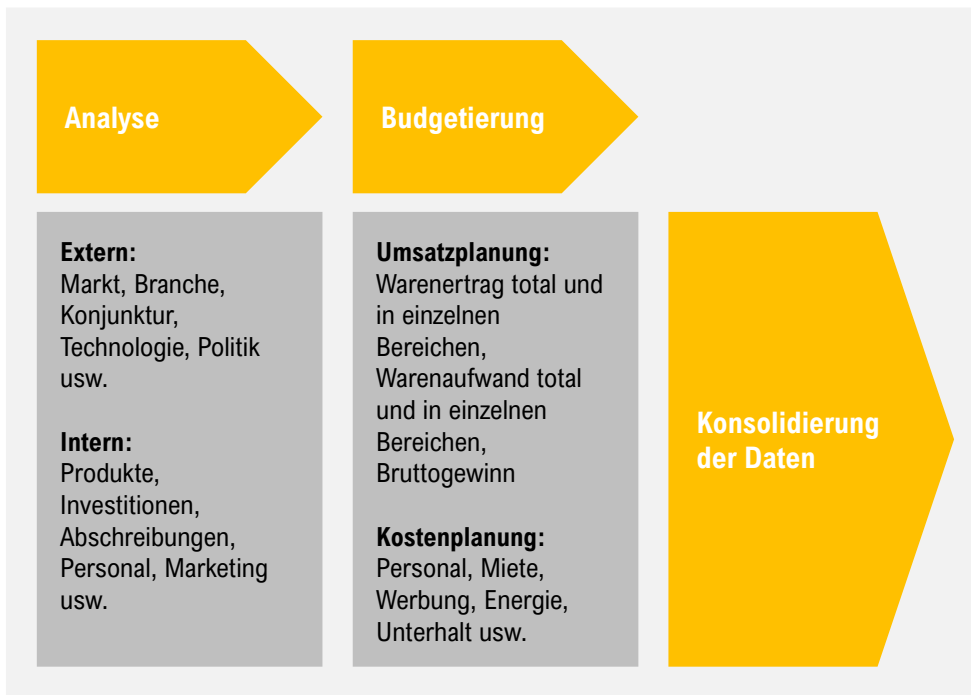 Analyse
Extern:
Markt, Branche,
Konjunktur,
Technologie, Politik
usw.
Intern:
Produkte,
Investitionen,
Abschreibungen,
Personal, Marketing
usw.
Budgetierung
Umsatzplanung:
Warenertrag total und
in einzelnen
Bereichen,
Warenaufwand total
und in einzelnen
Bereichen,
Bruttogewinn
Kostenplanung:
Personal, Miete,
Werbung, Energie,
Unterhalt usw.
Konsolidierung
der Daten